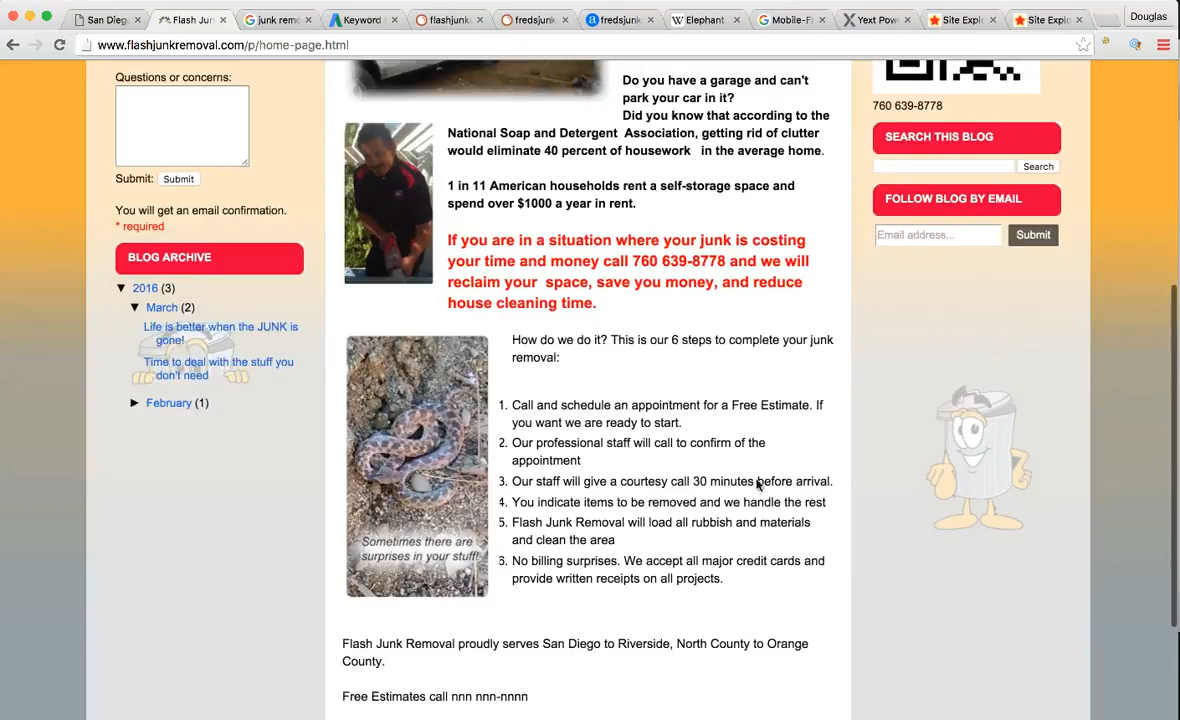 San Dieg
Flash Jun
junk remo
Keyword
flashjunk
fredsjunk
fredsjunk
Elephant
Mobile-F
Yext Pow
Site Explo
Site Explo
Douglas
www.flashjunkremoval.com/p/home-page.html
Questions or concerns:
Submit: Submit
You will get an email confirmation.
* required
BLOG ARCHIVE
▼ 2016 (3)
▼ March (2)
Life is better when the JUNK is
gone!
Time to deal with the stuff you
don't need
► February (1)
Do you have a garage and can't
park your car in it?
Did you know that according to the
National Soap and Detergent Association, getting rid of clutter
would eliminate 40 percent of housework in the average home.
1 in 11 American households rent a self-storage space and
spend over $1000 a year in rent.
If you are in a situation where your junk is costing
your time and money call 760 639-8778 and we will
reclaim your space, save you money, and reduce
house cleaning time.
Sometimes there are
surprises in your stuff!
How do we do it? This is our 6 steps to complete your junk
removal:
1. Call and schedule an appointment for a Free Estimate. If
you want we are ready to start.
2. Our professional staff will call to confirm of the
appointment
3. Our staff will give a courtesy call 30 minutes before arrival.
4. You indicate items to be removed and we handle the rest
5. Flash Junk Removal will load all rubbish and materials
and clean the area
6. No billing surprises. We accept all major credit cards and
provide written receipts on all projects.
Flash Junk Removal proudly serves San Diego to Riverside, North County to Orange
County.
Free Estimates call nnn nnn-nnnn
760 639-8778
SEARCH THIS BLOG
Search
FOLLOW BLOG BY EMAIL
Email address... Submit